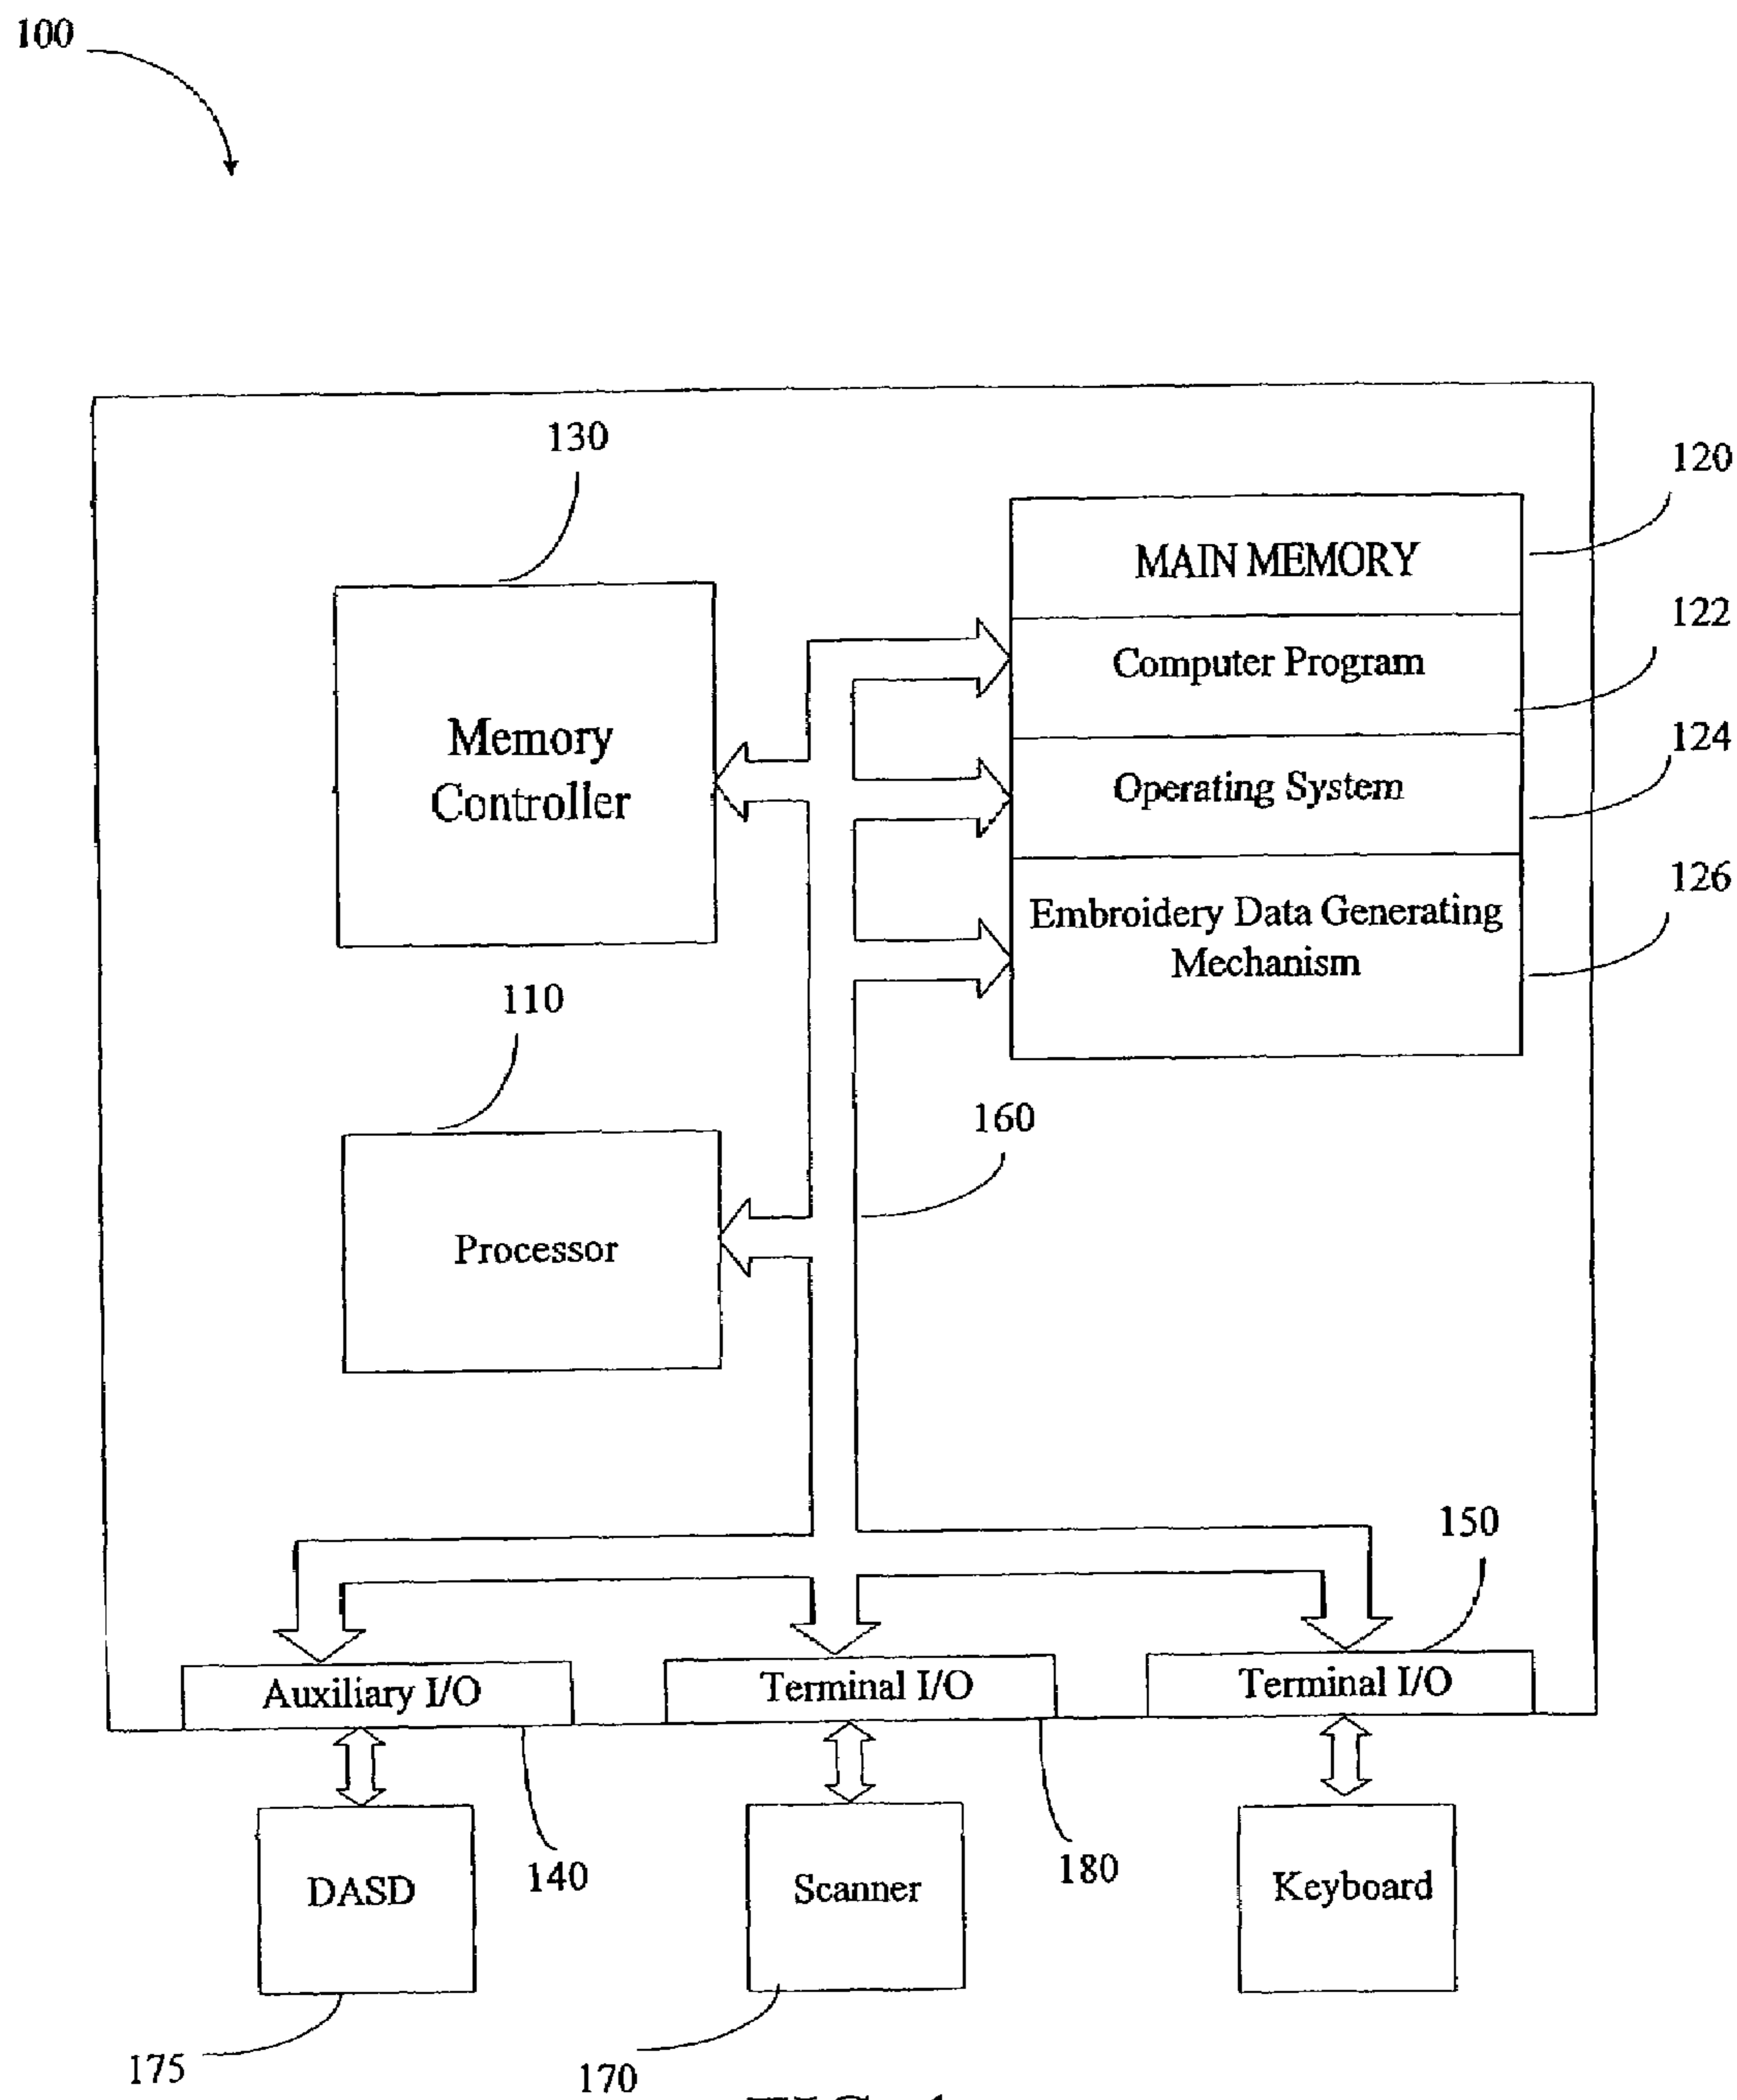 100
130
120
MAIN MEMORY
122
Computer Program
Memory
Controller
124
Operating System
126
Embroidery Data Generating
Mechanism
110
160
Processor
150
Auxiliary I/O
Terminal I/O
Terminal I/O
140
180
DASD
Scanner
Keyboard
175
170